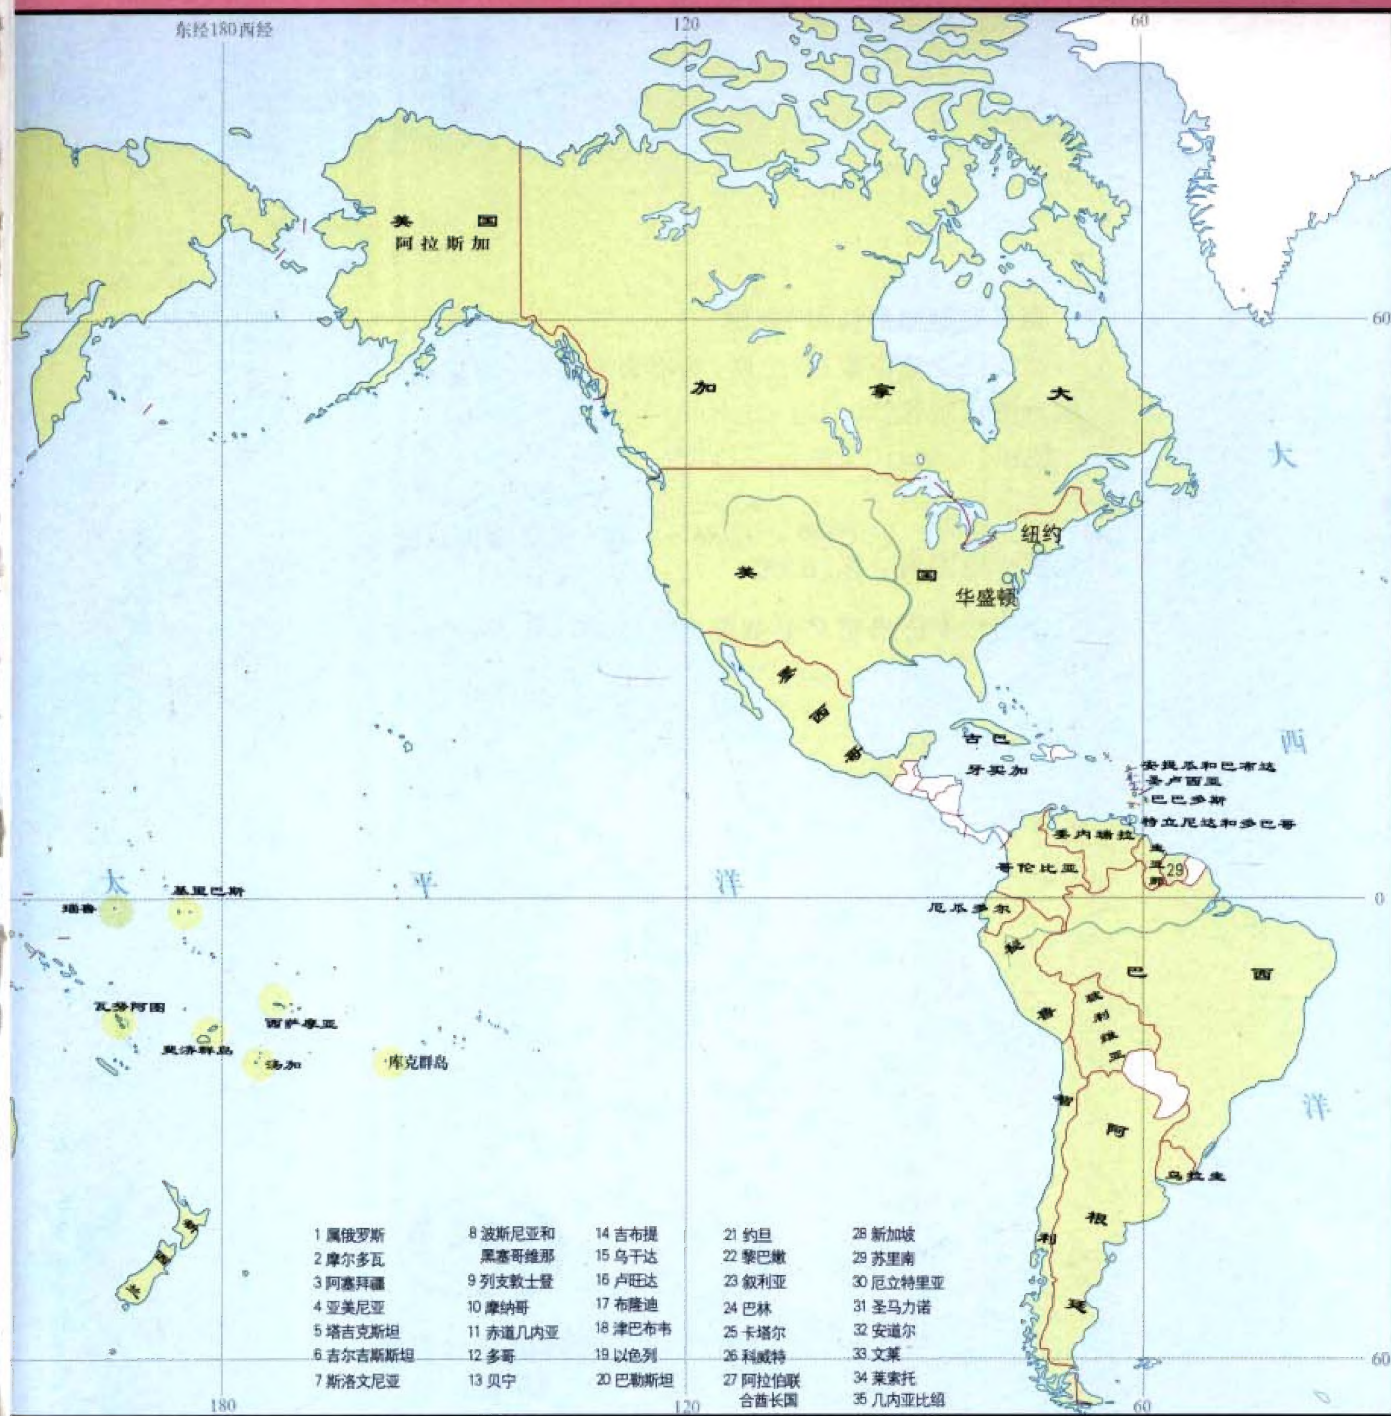 东经180西经
120
60
美国
阿拉斯加
60
加拿大
大
纽约
美国
华盛顿
墨西哥
西
古巴
牙买加
安提瓜和巴布达
圣卢西亚
巴巴多斯
特立尼达和多巴哥
委内瑞拉
圭亚那
29
哥伦比亚
太平洋
基里巴斯
瑙鲁
厄瓜多尔
0
秘鲁
巴西
玻利维亚
瓦努阿图
西萨摩亚
斐济群岛
汤加
库克群岛
智利
阿根廷
洋
乌拉圭
新西兰
1 属俄罗斯
2 摩尔多瓦
3 阿塞拜疆
4 亚美尼亚
5 塔吉克斯坦
6 吉尔吉斯斯坦
7 斯洛文尼亚
8 波斯尼亚和
黑塞哥维那
9 列支敦士登
10 摩纳哥
11 赤道几内亚
12 多哥
13 贝宁
14 吉布提
15 乌干达
16 卢旺达
17 布隆迪
18 津巴布韦
19 以色列
20 巴勒斯坦
21 约旦
22 黎巴嫩
23 叙利亚
24 巴林
25 卡塔尔
26 科威特
27 阿拉伯联
合酋长国
28 新加坡
29 苏里南
30 厄立特里亚
31 圣马力诺
32 安道尔
33 文莱
34 莱索托
35 几内亚比绍
60
180
120
60